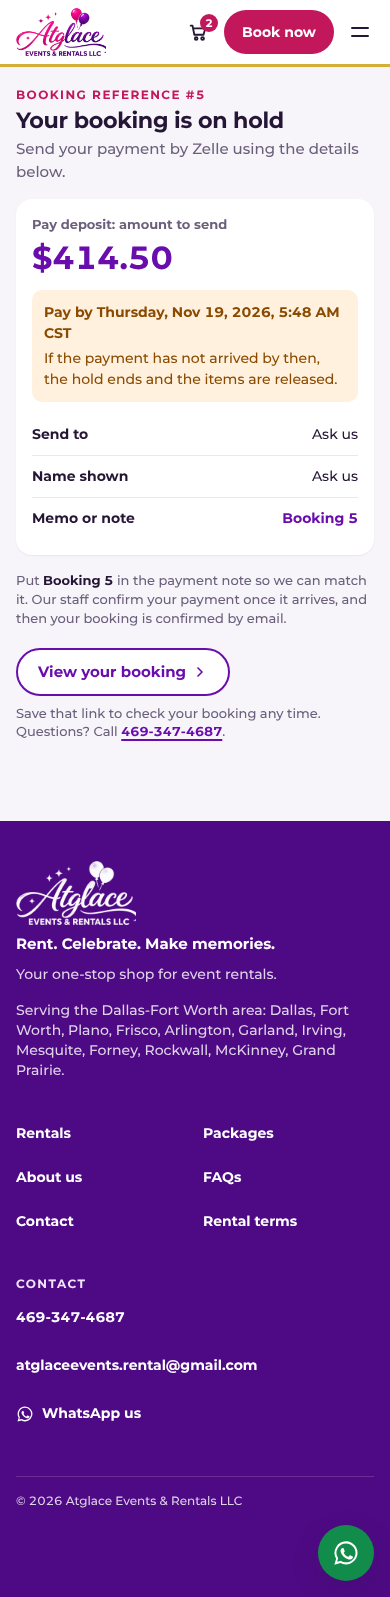 Atglace
EVENTS & RENTALS LLC
2
Book now
BOOKING REFERENCE #5
Your booking is on hold
Send your payment by Zelle using the details
below.
Pay deposit: amount to send
$414.50
Pay by Thursday, Nov 19, 2026, 5:48 AM
CST
If the payment has not arrived by then,
the hold ends and the items are released.
Send to Ask us
Name shown Ask us
Memo or note Booking 5
Put Booking 5 in the payment note so we can match
it. Our staff confirm your payment once it arrives, and
then your booking is confirmed by email.
View your booking
Save that link to check your booking any time.
Questions? Call 469-347-4687.
Atglace
EVENTS & RENTALS LLC
Rent. Celebrate. Make memories.
Your one-stop shop for event rentals.
Serving the Dallas-Fort Worth area: Dallas, Fort
Worth, Plano, Frisco, Arlington, Garland, Irving,
Mesquite, Forney, Rockwall, McKinney, Grand
Prairie.
Rentals Packages
About us FAQs
Contact Rental terms
CONTACT
469-347-4687
atglaceevents.rental@gmail.com
WhatsApp us
© 2026 Atglace Events & Rentals LLC